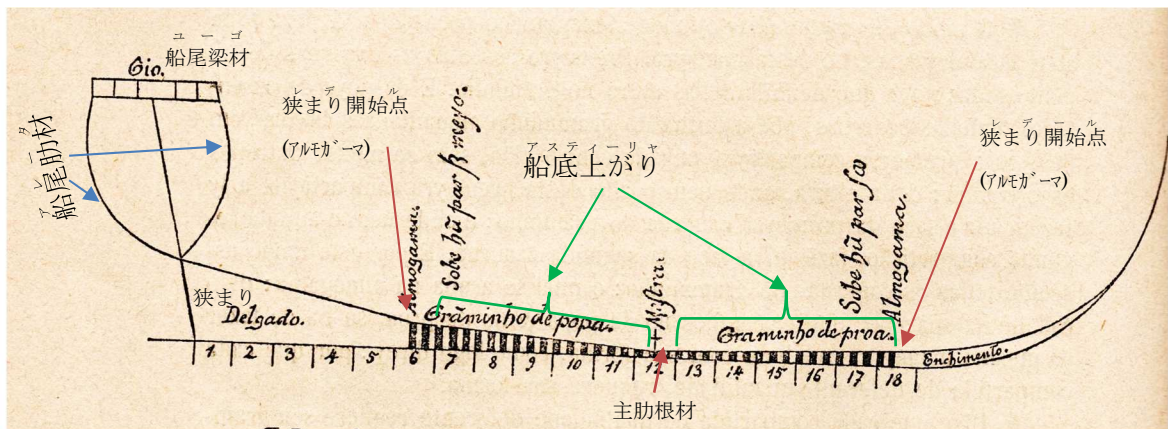 ユーゴ
船尾梁材
Gio.
アレータ
船尾肋材
レデール
狭まり開始点
(アルモガーマ)
Almogama.
Sobe hũ par ß meyo.
アスティーリャ
船底上がり
レデール
狭まり開始点
(アルモガーマ)
Sobe hũ par
Almogama.
狭まり
Delgado.
Graminho de popa.
Graminho de proa.
Enchimento.
1 2 3 4 5 6 7 8 9 10 11 12 13 14 15 16 17 18
主肋根材